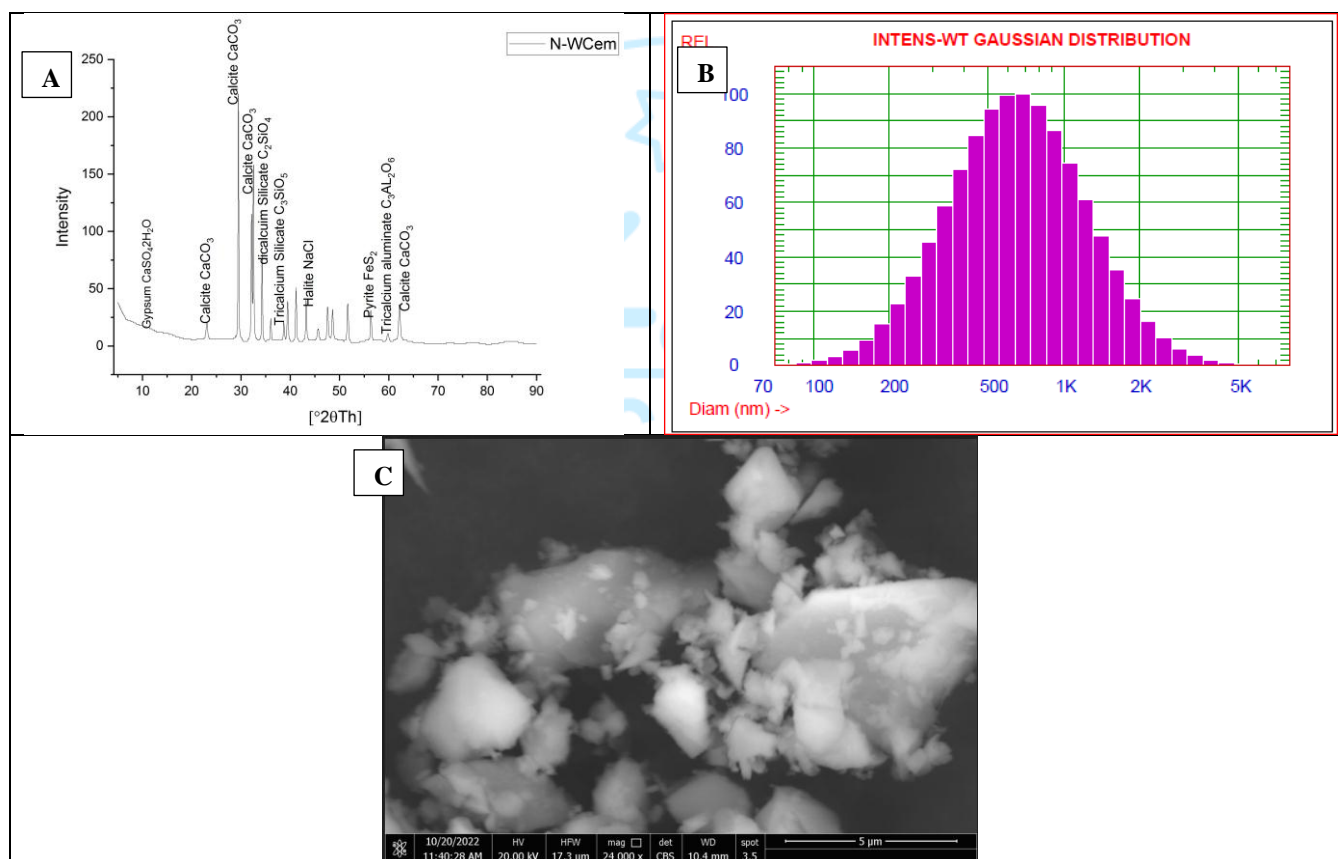 A
N-WCem
250
200
150
100
50
0
Intensity
Gypsum CaSO₄2H₂O
Calcite CaCO₃
Calcite CaCO₃
Calcite CaCO₃
dicalcuim Silicate C₂SiO₄
Tricalcium Silicate C₃SiO₅
Halite NaCl
Pyrite FeS₂
Tricalcium aluminate C₃AL₂O₆
Calcite CaCO₃
10 20 30 40 50 60 70 80 90
[°2θTh]
INTENS-WT GAUSSIAN DISTRIBUTION
B
100
80
60
40
20
0
70 100 200 500 1K 2K 5K
Diam (nm) ->
C
10/20/2022 HV HFW mag det WD spot 5 µm
11:40:28 AM 20.00 kV 17.3 µm 24 000 x CBS 10.4 mm 3.5